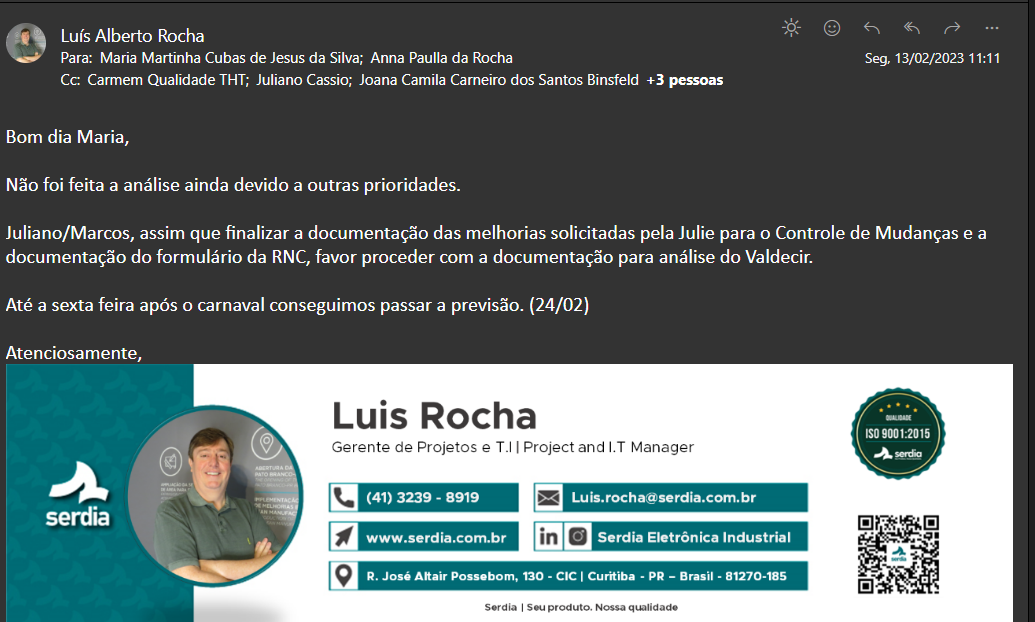 Luís Alberto Rocha
Para: Maria Martinha Cubas de Jesus da Silva; Anna Paulla da Rocha
Seg, 13/02/2023 11:11
Cc: Carmem Qualidade THT; Juliano Cassio; Joana Camila Carneiro dos Santos Binsfeld +3 pessoas
Bom dia Maria,
Não foi feita a análise ainda devido a outras prioridades.
Juliano/Marcos, assim que finalizar a documentação das melhorias solicitadas pela Julie para o Controle de Mudanças e a
documentação do formulário da RNC, favor proceder com a documentação para análise do Valdecir.
Até a sexta feira após o carnaval conseguimos passar a previsão. (24/02)
Atenciosamente,
serdia
ABERTURA DA
PATO BRANCO
Luis Rocha
Gerente de Projetos e T.I | Project and I.T Manager
(41) 3239 - 8919
Luis.rocha@serdia.com.br
www.serdia.com.br
in
Serdia Eletrônica Industrial
R. José Altair Possebom, 130 - CIC | Curitiba - PR – Brasil - 81270-185
Serdia | Seu produto. Nossa qualidade
QUALIDADE
ISO 9001:2015
serdia
serdia